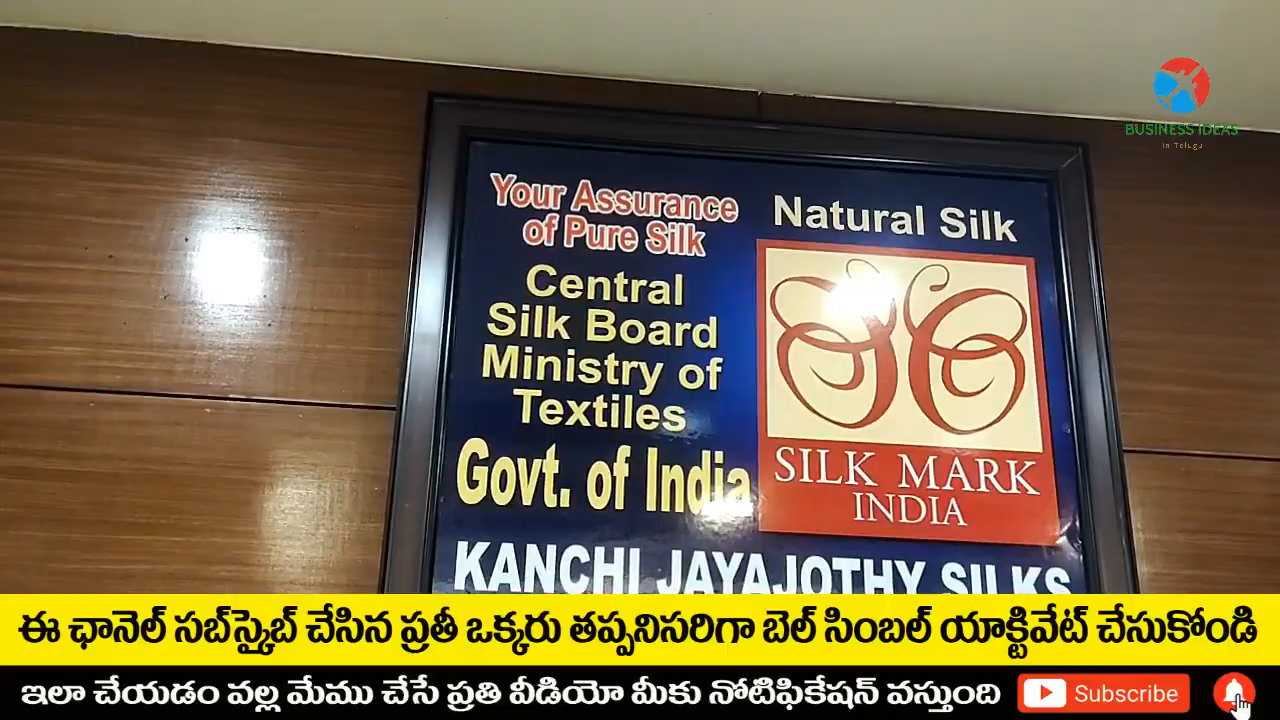 BUSINESS IDEAS
in Telugu
Your Assurance
of Pure Silk
Central
Silk Board
Ministry of
Textiles
Govt. of India
Natural Silk
SILK MARK
INDIA
KANCHI JAYAJOTHY SILKS
ఈ ఛానెల్ సబ్‌స్కైబ్ చేసిన ప్రతీ ఒక్కరు తప్పనిసరిగా బెల్ సింబల్ యాక్టివేట్ చేసుకోండి
ఇలా చేయడం వల్ల మేము చేసే ప్రతి వీడియో మీకు నోటిఫికేషన్ వస్తుంది
Subscribe